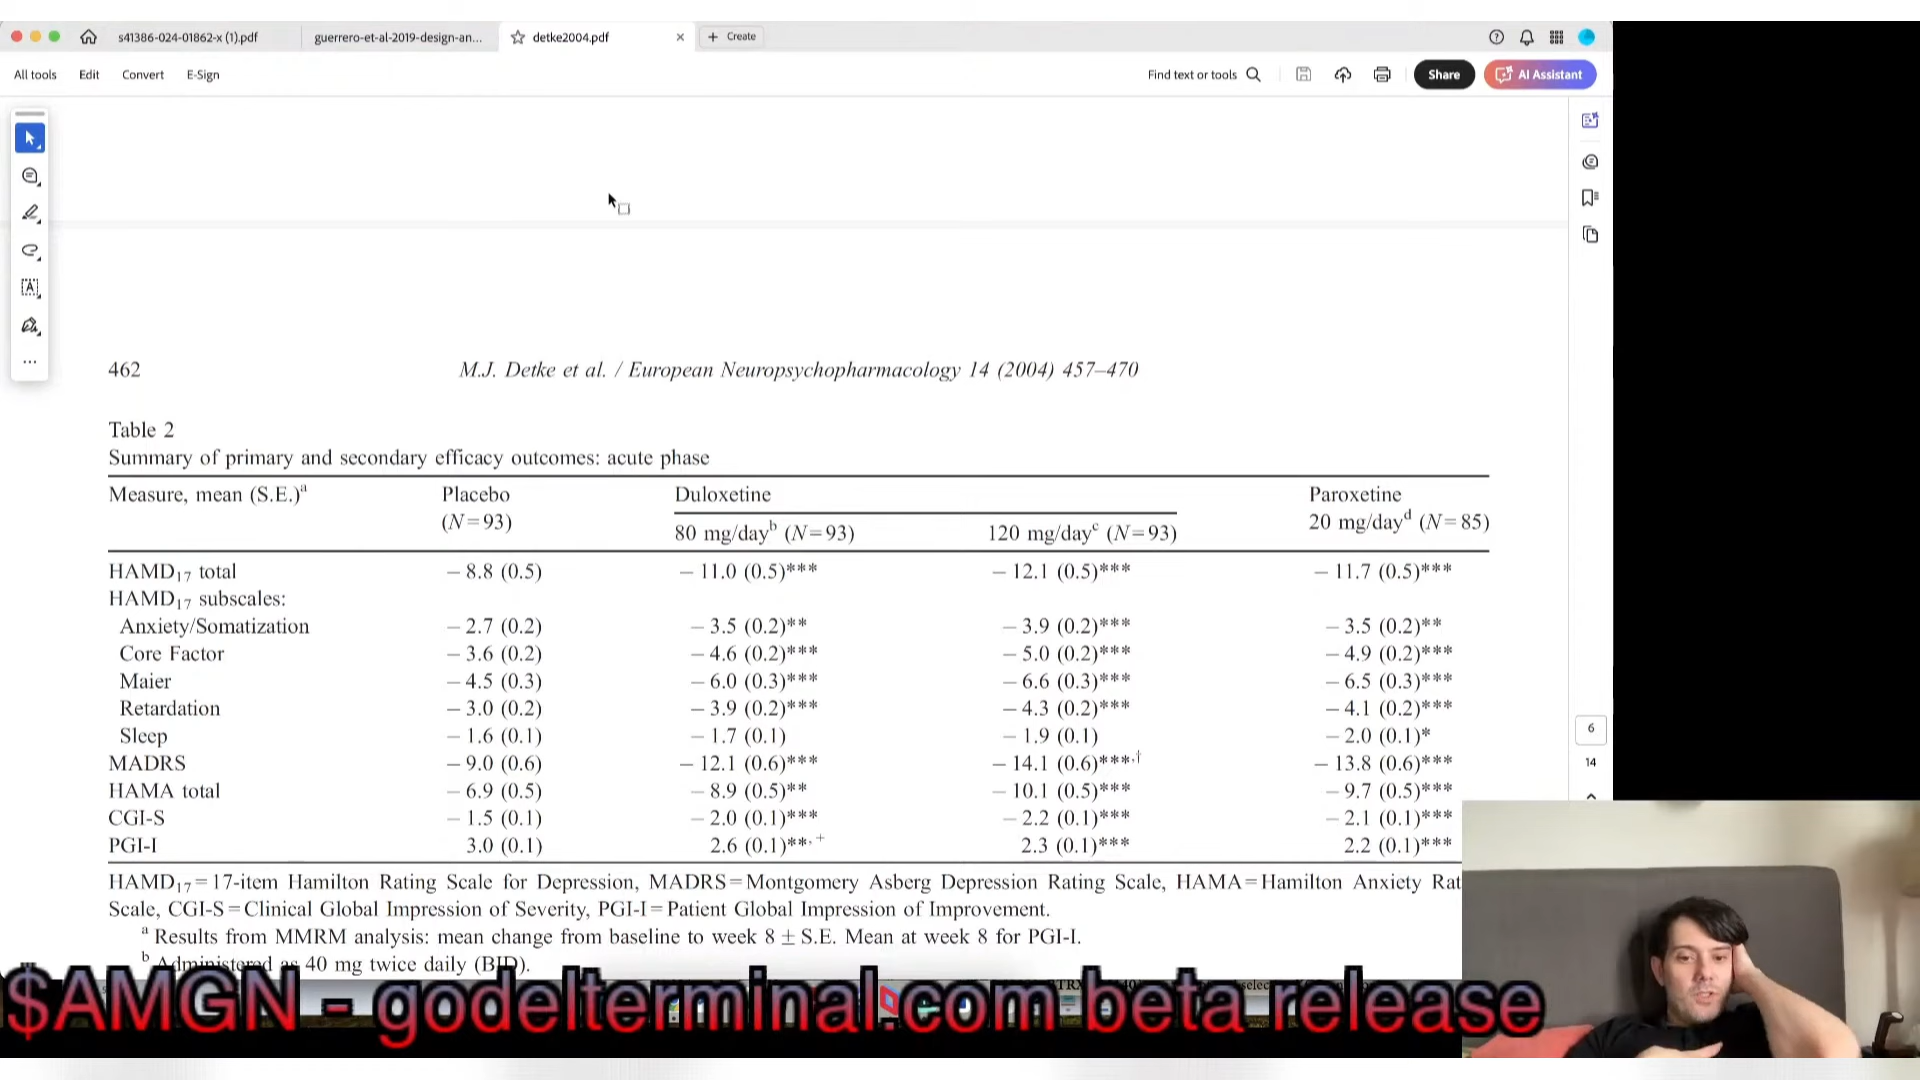 s41386-024-01862-x (1).pdf guerrero-et-al-2019-design-an... detke2004.pdf Create
All tools Edit Convert E-Sign Find text or tools Share AI Assistant
462 M.J. Detke et al. / European Neuropsychopharmacology 14 (2004) 457–470
Table 2
Summary of primary and secondary efficacy outcomes: acute phase
Measure, mean (S.E.)a Placebo Duloxetine Paroxetine
(N=93) 80 mg/dayb (N=93) 120 mg/dayc (N=93) 20 mg/dayd (N=85)
HAMD17 total − 8.8 (0.5) − 11.0 (0.5)*** − 12.1 (0.5)*** − 11.7 (0.5)***
HAMD17 subscales:
Anxiety/Somatization − 2.7 (0.2) − 3.5 (0.2)** − 3.9 (0.2)*** − 3.5 (0.2)**
Core Factor − 3.6 (0.2) − 4.6 (0.2)*** − 5.0 (0.2)*** − 4.9 (0.2)***
Maier − 4.5 (0.3) − 6.0 (0.3)*** − 6.6 (0.3)*** − 6.5 (0.3)***
Retardation − 3.0 (0.2) − 3.9 (0.2)*** − 4.3 (0.2)*** − 4.1 (0.2)***
Sleep − 1.6 (0.1) − 1.7 (0.1) − 1.9 (0.1) − 2.0 (0.1)*
MADRS − 9.0 (0.6) − 12.1 (0.6)*** − 14.1 (0.6)***,† − 13.8 (0.6)***
HAMA total − 6.9 (0.5) − 8.9 (0.5)** − 10.1 (0.5)*** − 9.7 (0.5)***
CGI-S − 1.5 (0.1) − 2.0 (0.1)*** − 2.2 (0.1)*** − 2.1 (0.1)***
PGI-I 3.0 (0.1) 2.6 (0.1)**,+ 2.3 (0.1)*** 2.2 (0.1)***
HAMD17=17-item Hamilton Rating Scale for Depression, MADRS=Montgomery Asberg Depression Rating Scale, HAMA=Hamilton Anxiety Rat
Scale, CGI-S=Clinical Global Impression of Severity, PGI-I=Patient Global Impression of Improvement.
a Results from MMRM analysis: mean change from baseline to week 8 ± S.E. Mean at week 8 for PGI-I.
b Administered as 40 mg twice daily (BID).
6
14
$AMGN - godelterminal.com beta release